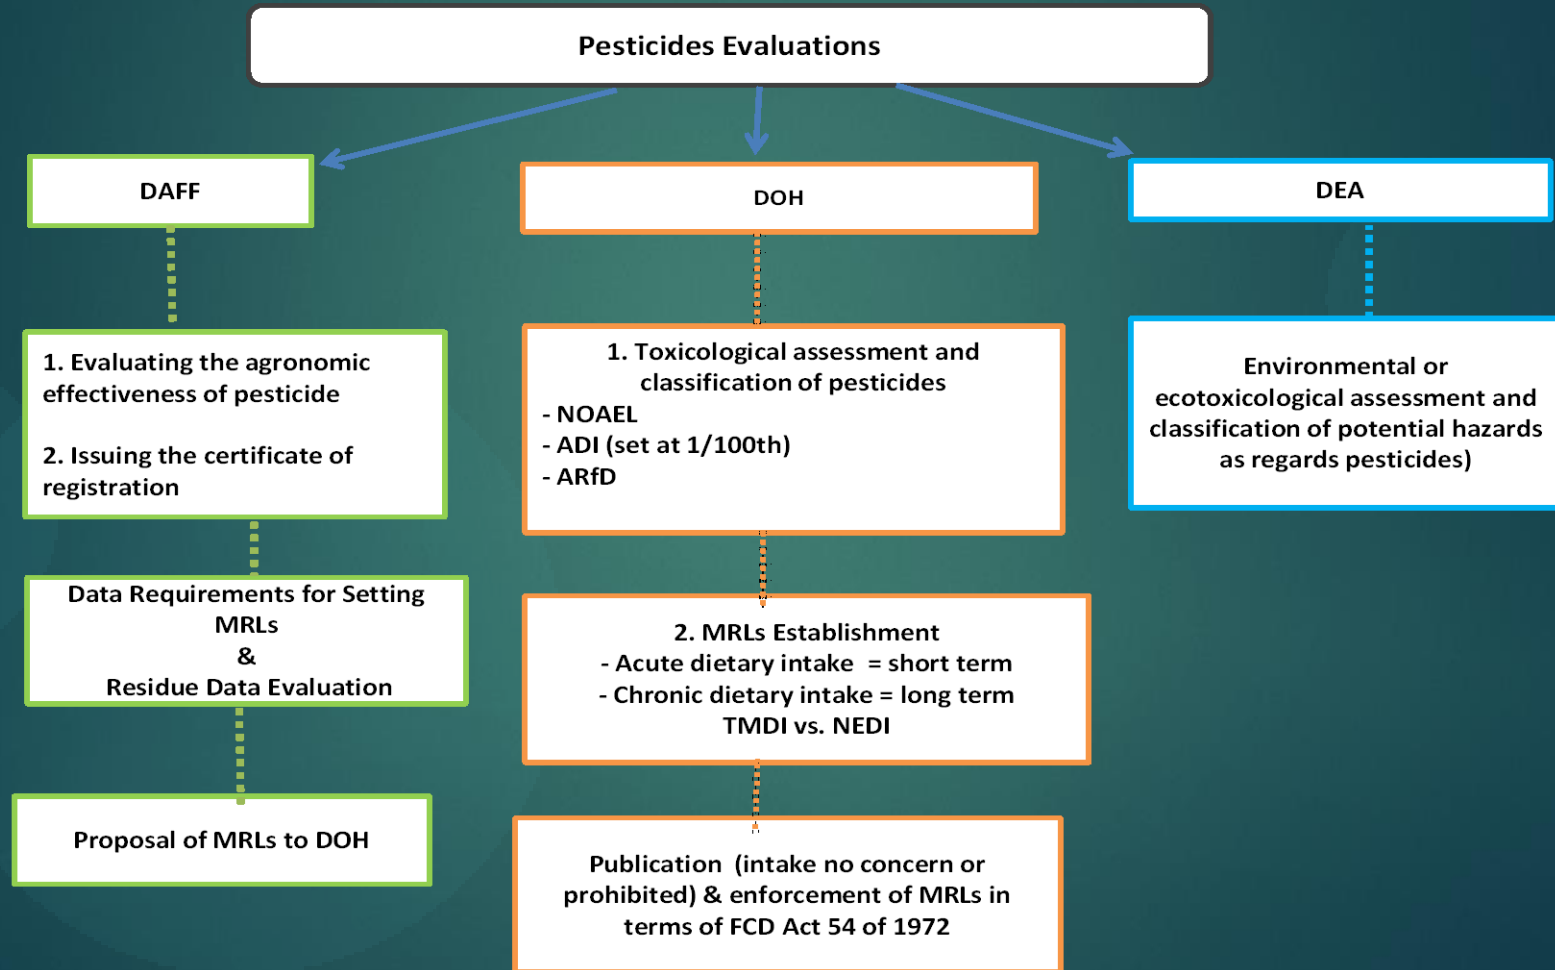 Pesticides Evaluations
DAFF
DOH
DEA
1. Evaluating the agronomic
effectiveness of pesticide
2. Issuing the certificate of
registration
Data Requirements for Setting
MRLs
&
Residue Data Evaluation
Proposal of MRLs to DOH
1. Toxicological assessment and
classification of pesticides
- NOAEL
- ADI (set at 1/100th)
- ARfD
2. MRLs Establishment
- Acute dietary intake = short term
- Chronic dietary intake = long term
TMDI vs. NEDI
Publication (intake no concern or
prohibited) & enforcement of MRLs in
terms of FCD Act 54 of 1972
Environmental or
ecotoxicological assessment and
classification of potential hazards
as regards pesticides)